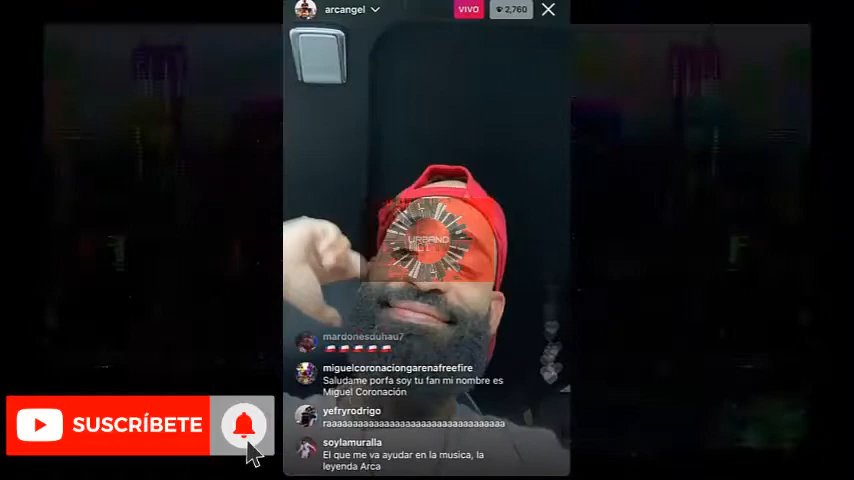 arcangel
VIVO
2,760
URBANO
mardonesduhau7
miguelcoronaciongarenafreefire
Saludame porfa soy tu fan mi nombre es
Miguel Coronación
yefryrodrigo
soylamuralla
El que me va ayudar en la musica, la
leyenda Arca
SUSCRÍBETE